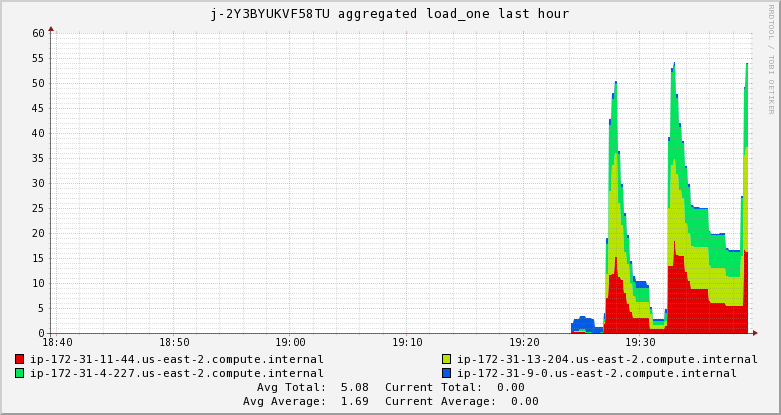 j-2Y3BYUKVF58TU aggregated load_one last hour
RRDTOOL / TOBI OETIKER
60
55
50
45
40
35
30
25
20
15
10
5
0
18:40 18:50 19:00 19:10 19:20 19:30
ip-172-31-11-44.us-east-2.compute.internal ip-172-31-13-204.us-east-2.compute.internal
ip-172-31-4-227.us-east-2.compute.internal ip-172-31-9-0.us-east-2.compute.internal
Avg Total: 5.08 Current Total: 0.00
Avg Average: 1.69 Current Average: 0.00